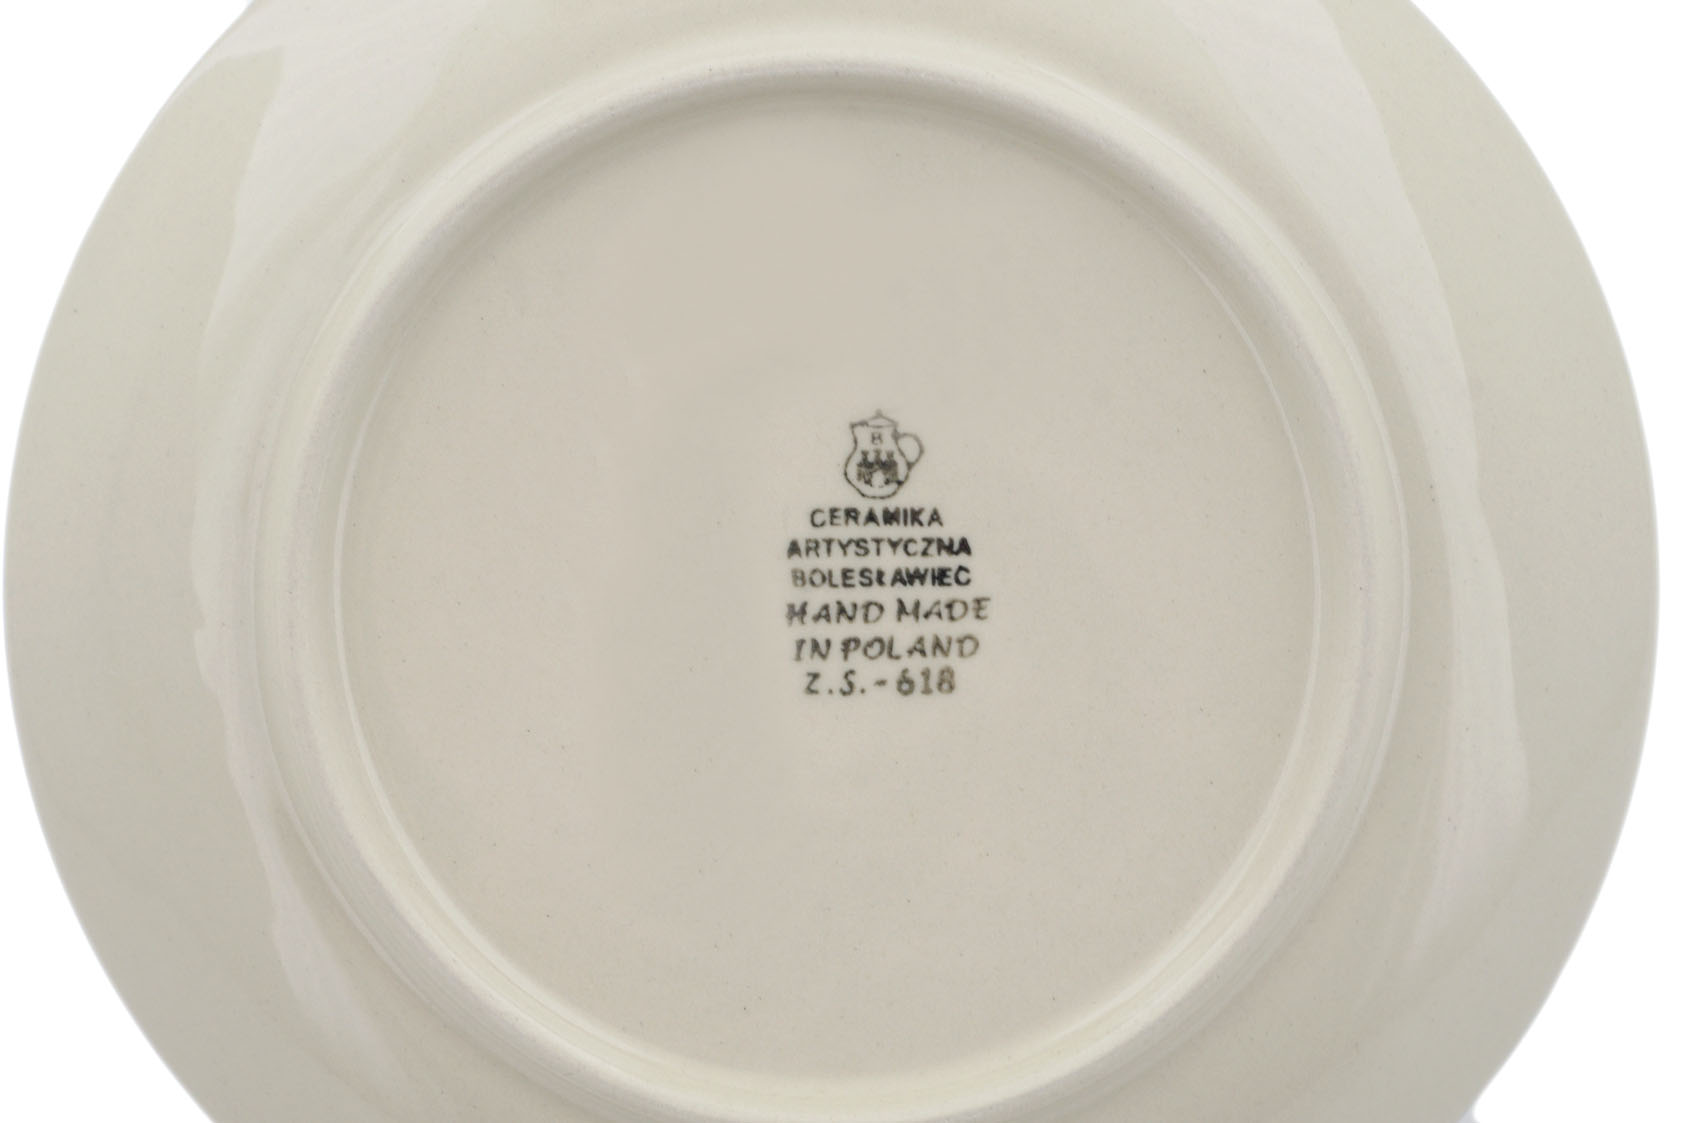 B
CERAMIKA
ARTYSTYCZNA
BOLESŁAWIEC
HAND MADE
IN POLAND
Z.S.-618